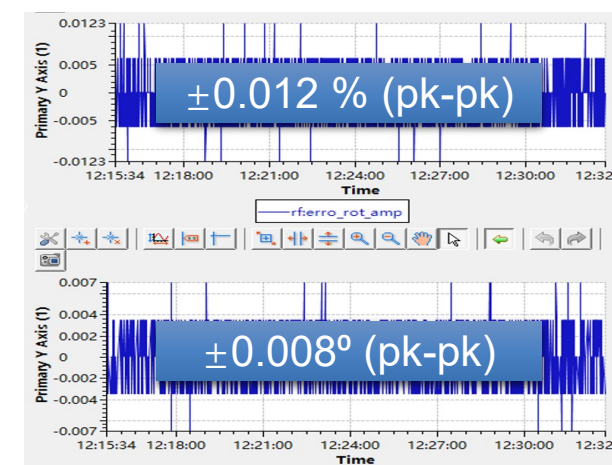 0.0123
0.005
0
-0.005
-0.0123
Primary Y Axis (1)
±0.012 % (pk-pk)
12:15:34 12:18:00 12:21:00 12:24:00 12:27:00 12:30:00 12:32
Time
rf:erro_rot_amp
0.007
0.004
0.002
0
-0.002
-0.004
-0.007
Primary Y Axis (1)
±0.008º (pk-pk)
12:15:34 12:18:00 12:21:00 12:24:00 12:27:00 12:30:00 12:32
Time